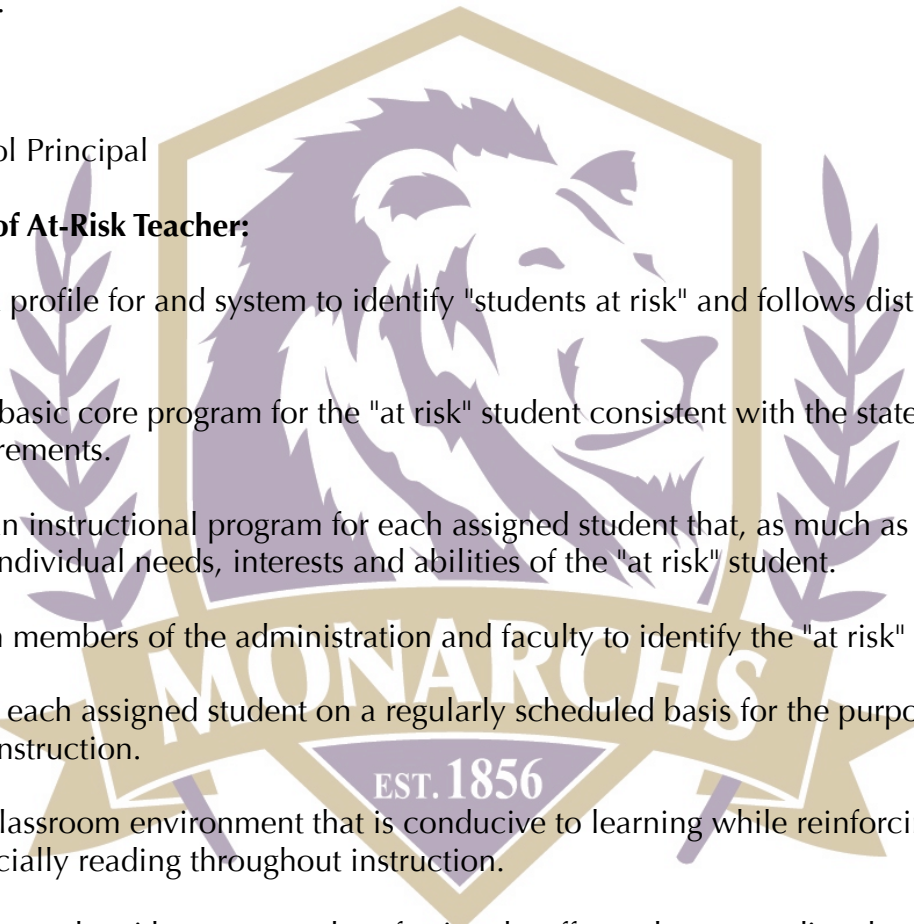 ol Principal
of At-Risk Teacher:
profile for and system to identify "students at risk" and follows dist
basic core program for the "at risk" student consistent with the state
rements.
n instructional program for each assigned student that, as much as
ndividual needs, interests and abilities of the "at risk" student.
members of the administration and faculty to identify the "at risk"
each assigned student on a regularly scheduled basis for the purpo
nstruction.
lassroom environment that is conducive to learning while reinforci
cially reading throughout instruction.
MONARCHS
EST. 1856